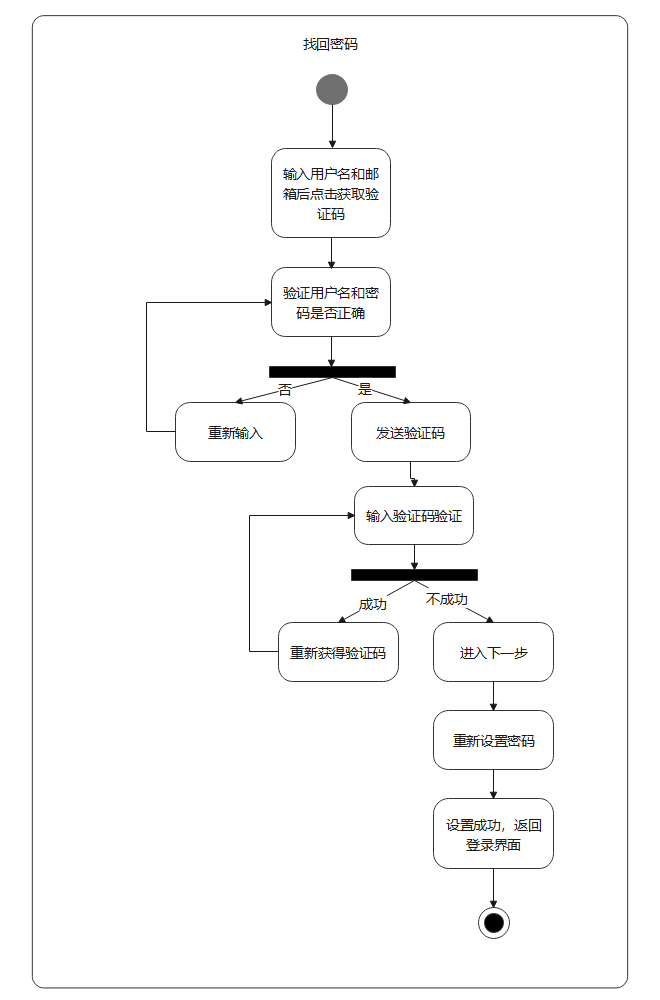 找回密码
输入用户名和邮
箱后点击获取验
证码
验证用户名和密
码是否正确
否
是
重新输入
发送验证码
输入验证码验证
成功
不成功
重新获得验证码
进入下一步
重新设置密码
设置成功，返回
登录界面